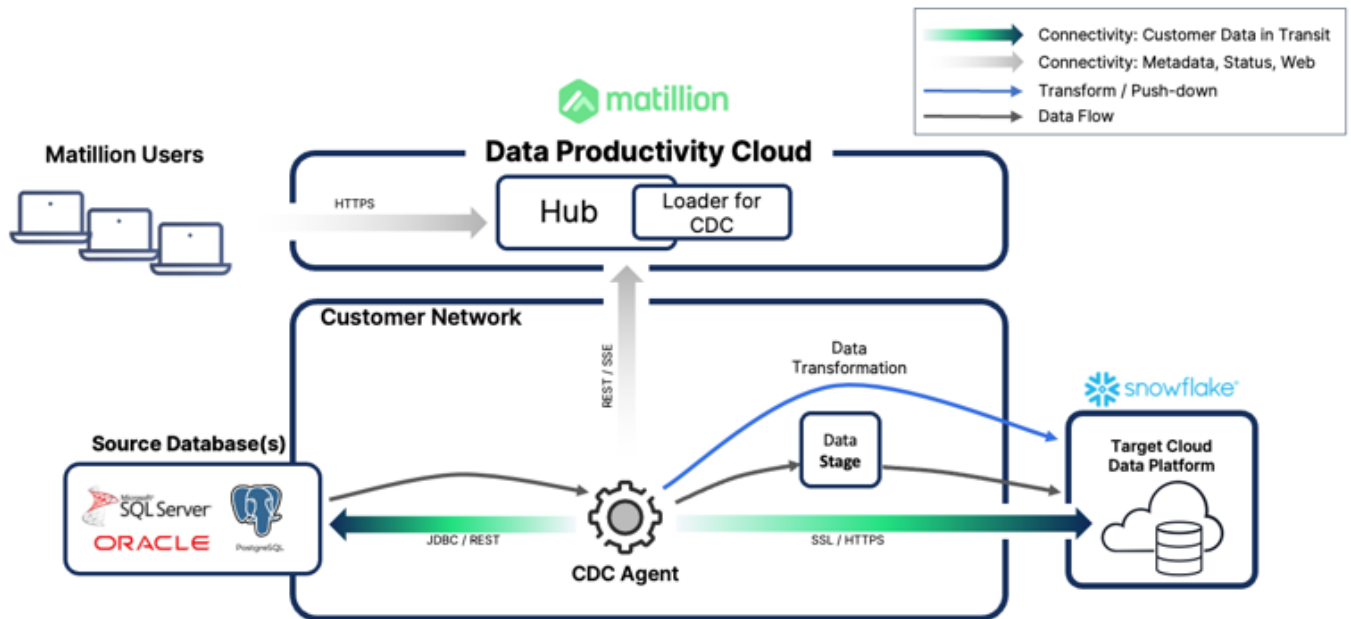 Connectivity: Customer Data in Transit
Connectivity: Metadata, Status, Web
Transform / Push-down
Data Flow
matillion
Matillion Users
Data Productivity Cloud
HTTPS
Hub
Loader for
CDC
Customer Network
REST / SSE
Data
Transformation
snowflake
Source Database(s)
Data
Stage
Target Cloud
Data Platform
Microsoft
SQL Server
ORACLE
PostgreSQL
JDBC / REST
SSL / HTTPS
CDC Agent